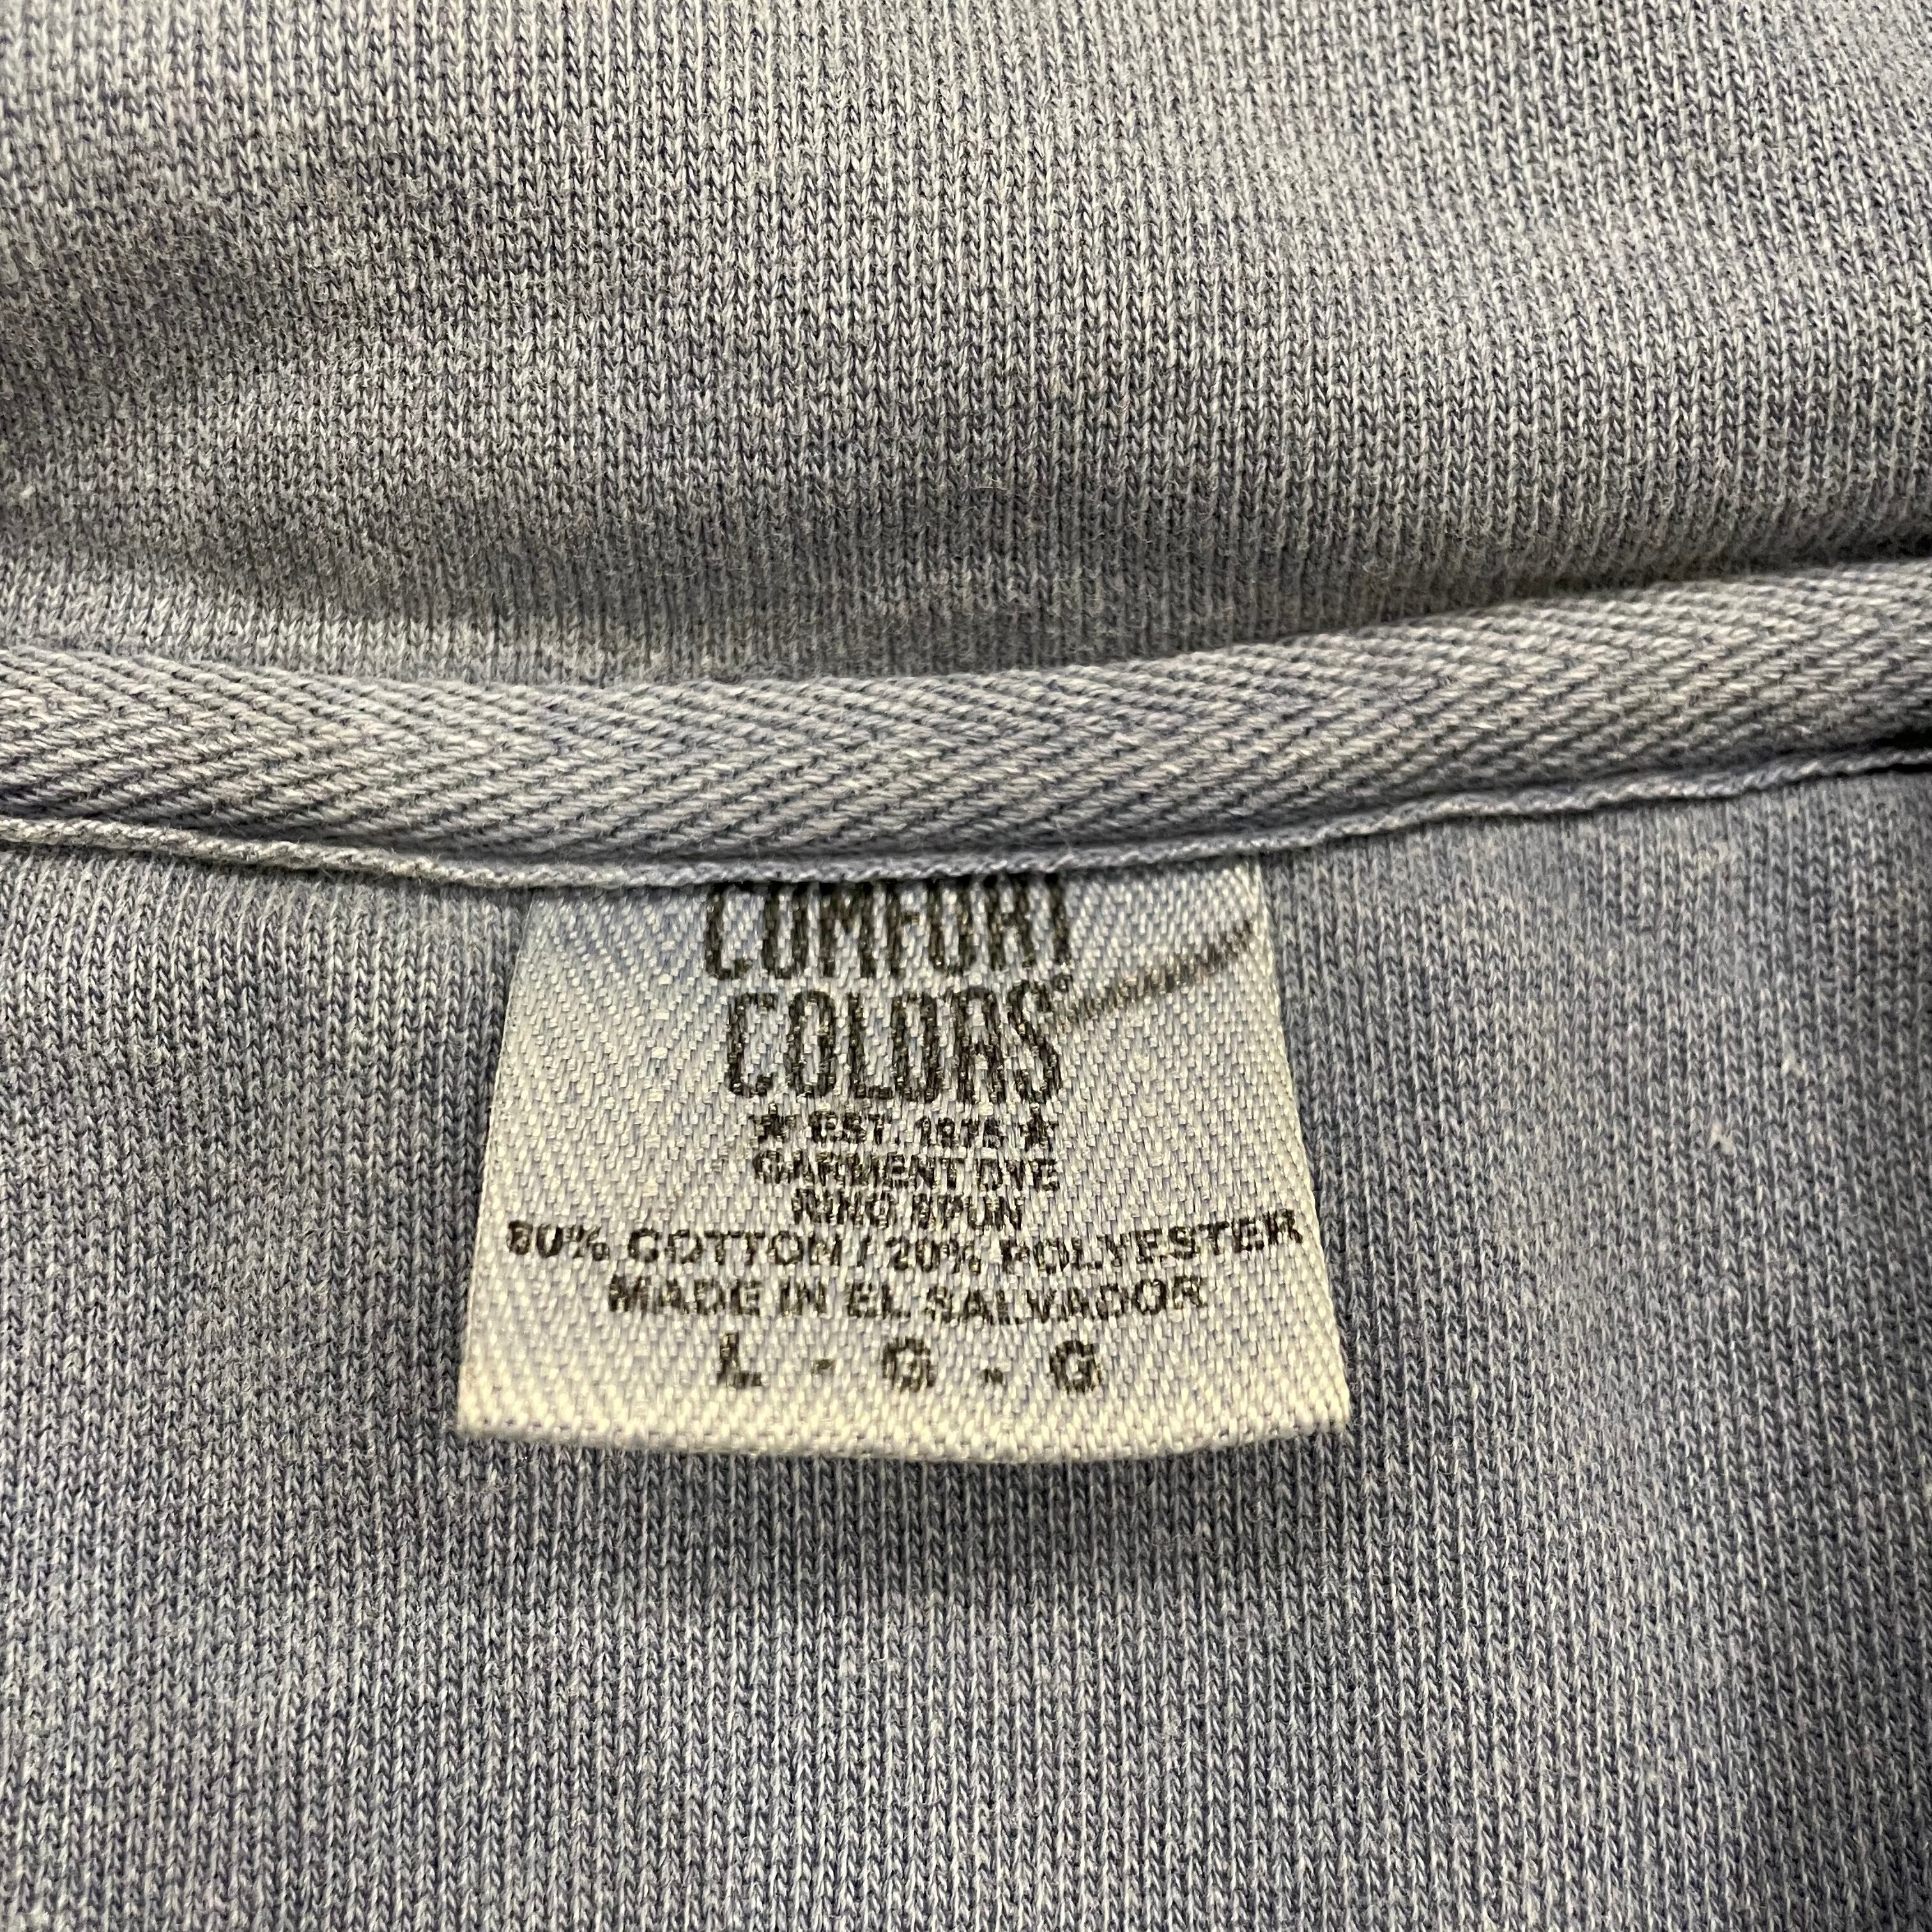 COMFORT
COLORS®
★ EST. 1975 ★
GARMENT DYE
RING SPUN
80% COTTON / 20% POLYESTER
MADE IN EL SALVADOR
L - G - G